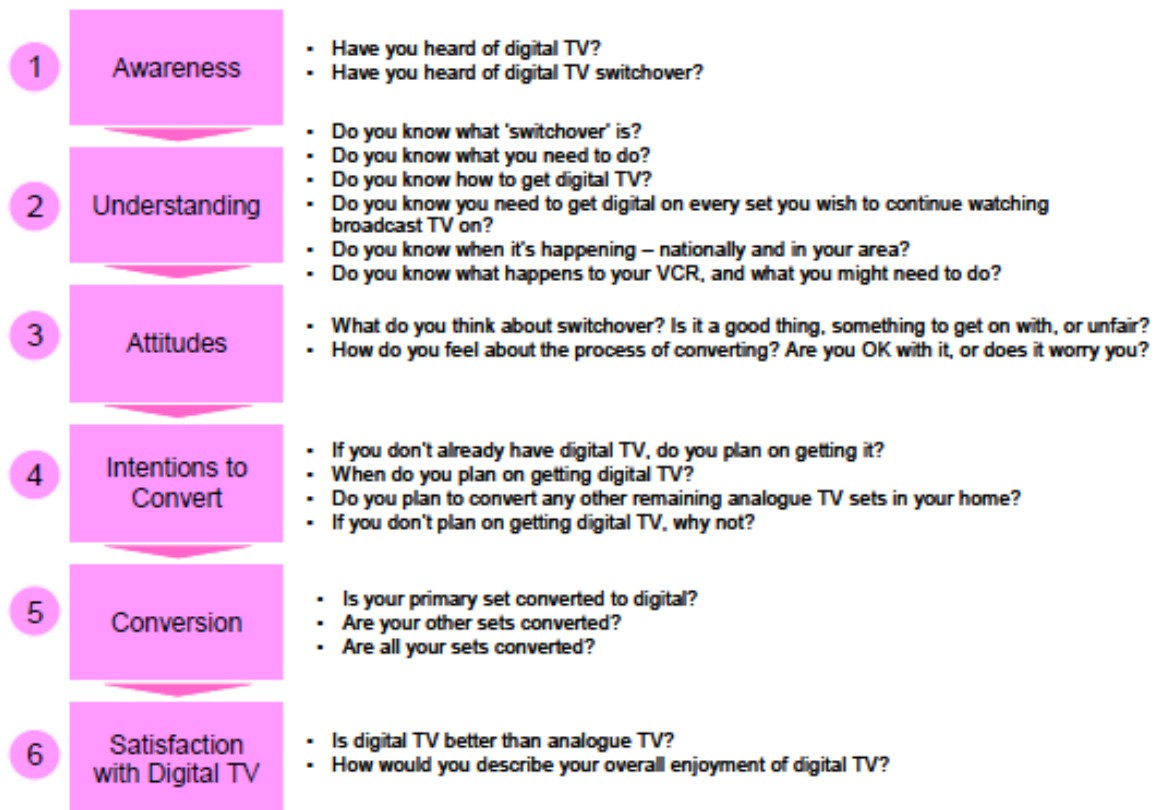 1
Awareness
▪ Have you heard of digital TV?
▪ Have you heard of digital TV switchover?
2
Understanding
▪ Do you know what 'switchover' is?
▪ Do you know what you need to do?
▪ Do you know how to get digital TV?
▪ Do you know you need to get digital on every set you wish to continue watching
broadcast TV on?
▪ Do you know when it's happening – nationally and in your area?
▪ Do you know what happens to your VCR, and what you might need to do?
3
Attitudes
▪ What do you think about switchover? Is it a good thing, something to get on with, or unfair?
▪ How do you feel about the process of converting? Are you OK with it, or does it worry you?
4
Intentions to
Convert
▪ If you don't already have digital TV, do you plan on getting it?
▪ When do you plan on getting digital TV?
▪ Do you plan to convert any other remaining analogue TV sets in your home?
▪ If you don't plan on getting digital TV, why not?
5
Conversion
▪ Is your primary set converted to digital?
▪ Are your other sets converted?
▪ Are all your sets converted?
6
Satisfaction
with Digital TV
▪ Is digital TV better than analogue TV?
▪ How would you describe your overall enjoyment of digital TV?